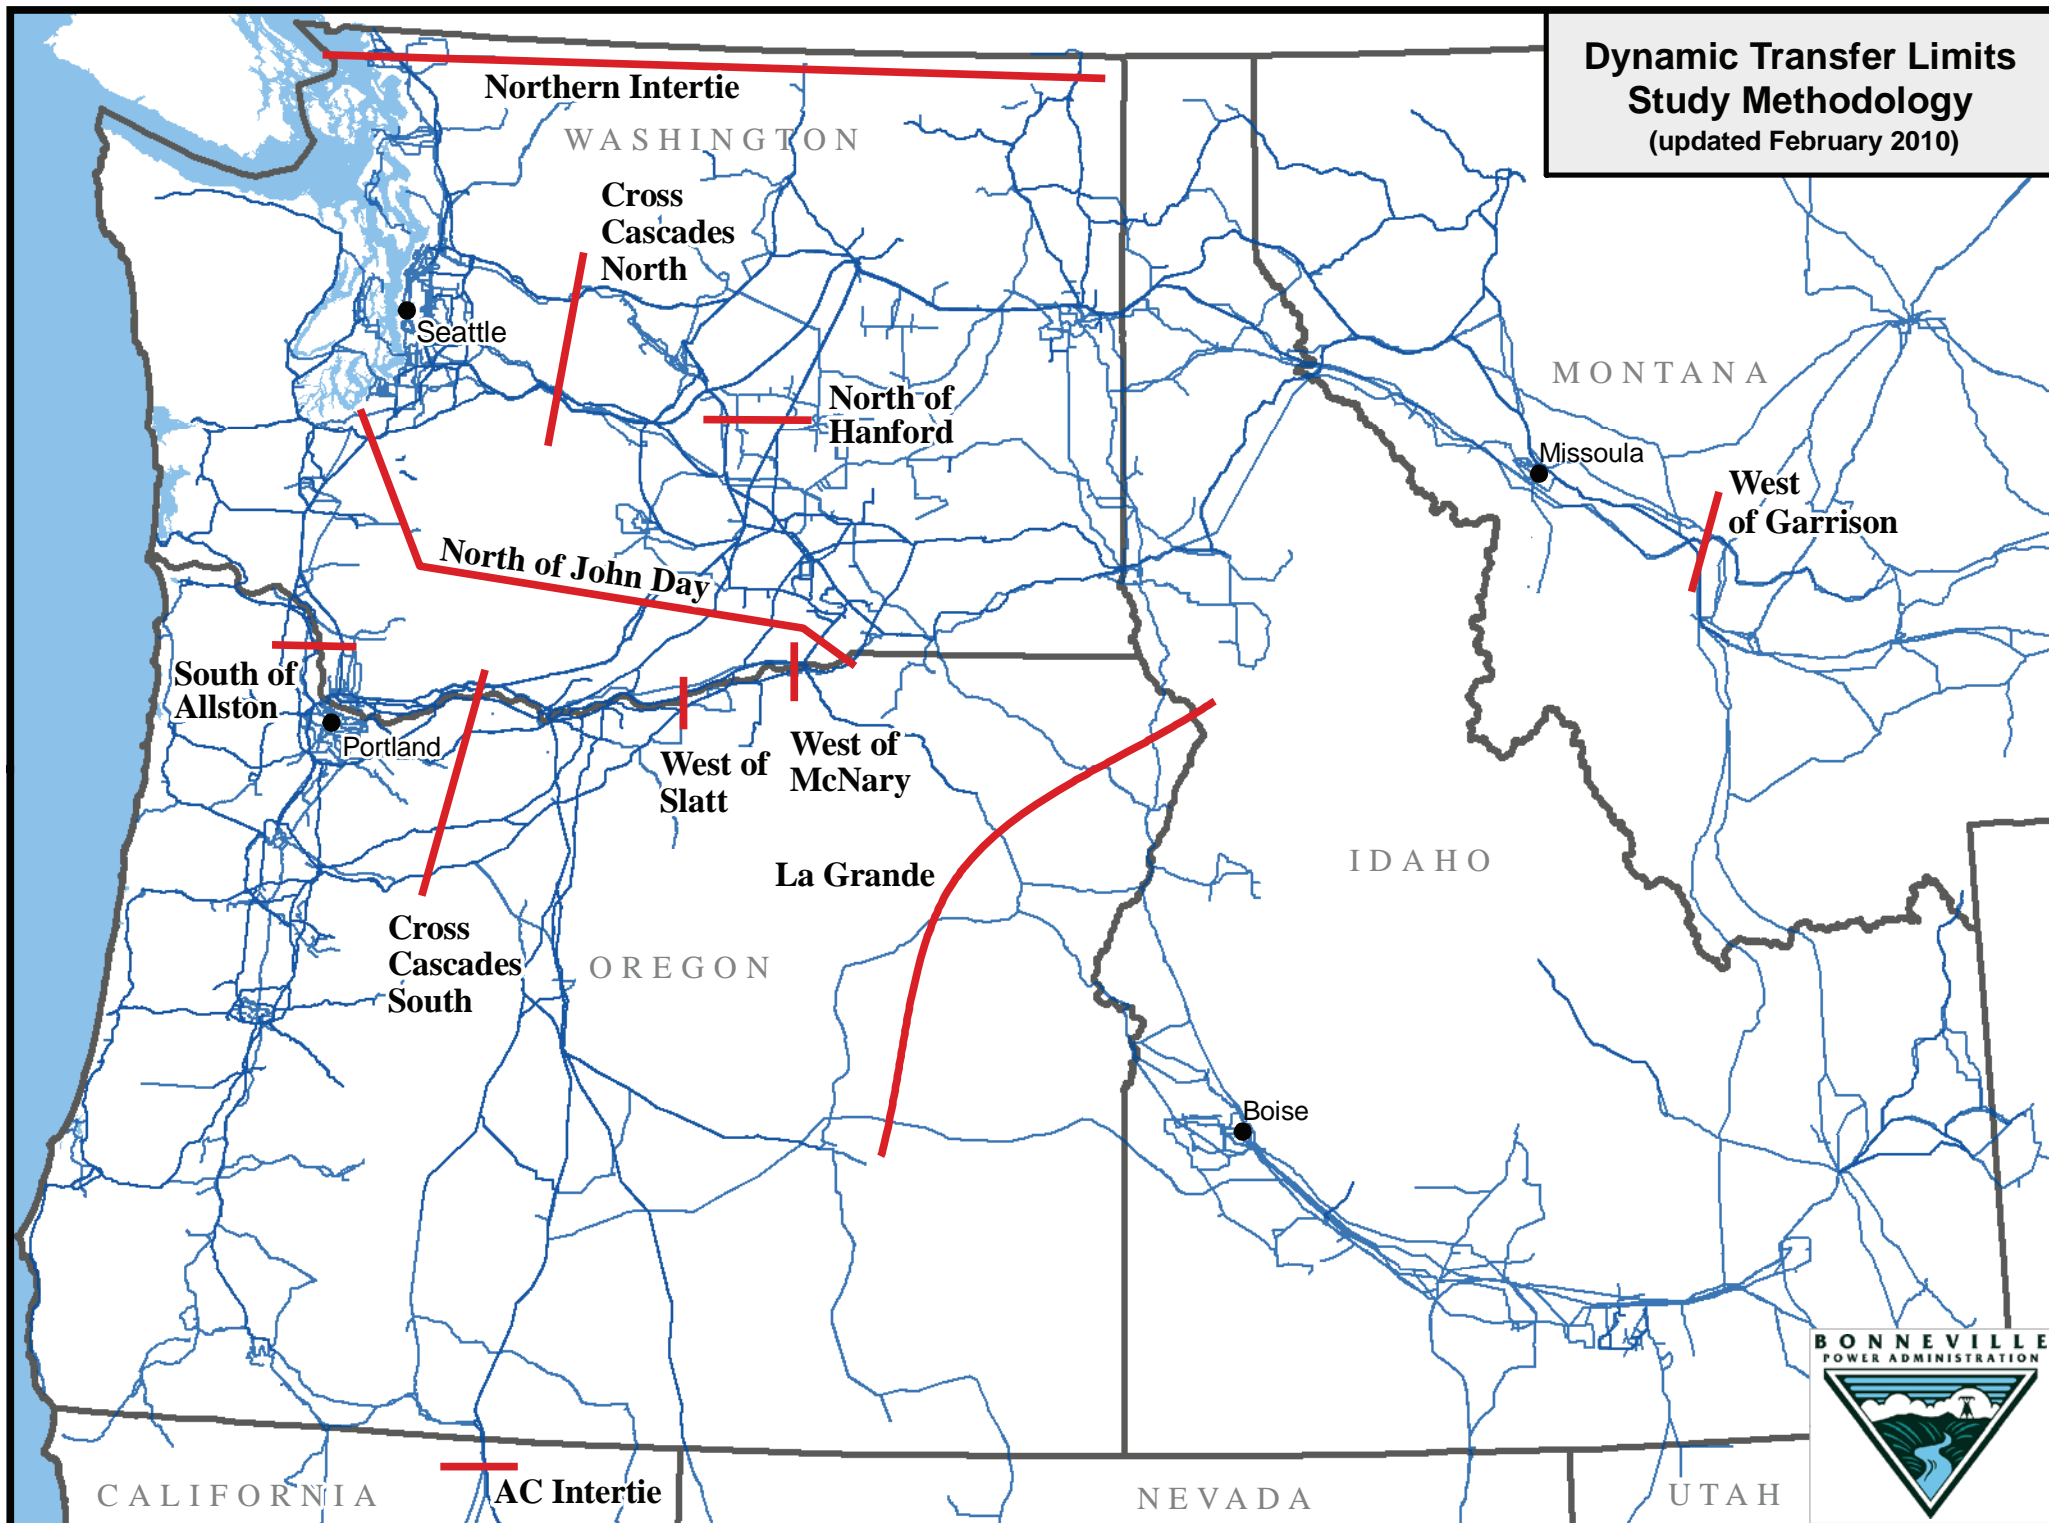 Dynamic Transfer Limits
Study Methodology
(updated February 2010)
Northern Intertie
WASHINGTON
Cross
Cascades
North
Seattle
MONTANA
North of
Hanford
Missoula
West
of Garrison
North of John Day
South of
Allston
Portland
West of
Slatt
West of
McNary
La Grande
IDAHO
Cross
Cascades
South
OREGON
Boise
BONNEVILLE
POWER ADMINISTRATION
CALIFORNIA
AC Intertie
NEVADA
UTAH